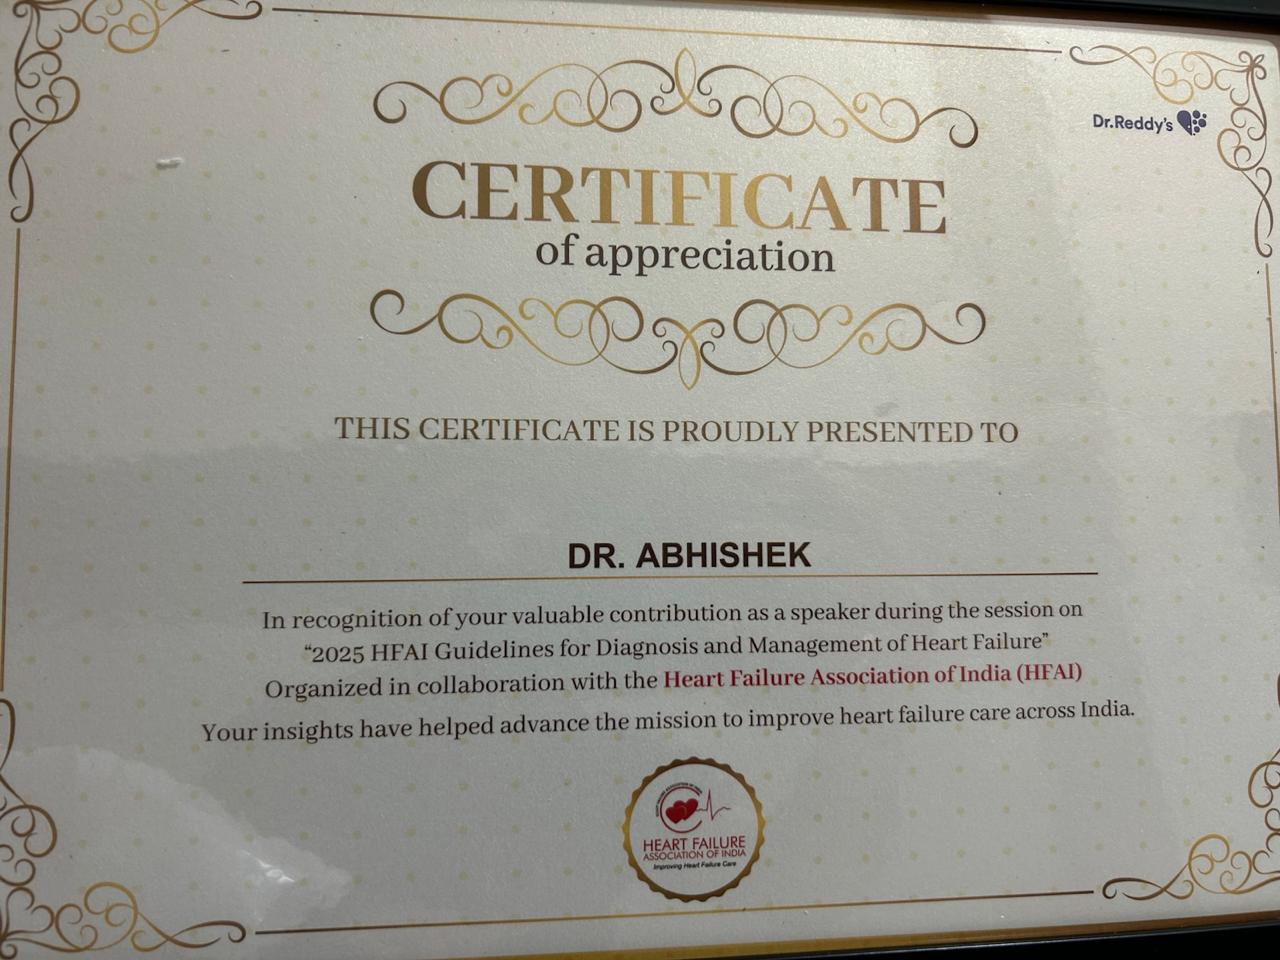 Dr.Reddy's
CERTIFICATE
of appreciation
THIS CERTIFICATE IS PROUDLY PRESENTED TO
DR. ABHISHEK
In recognition of your valuable contribution as a speaker during the session on
“2025 HFAI Guidelines for Diagnosis and Management of Heart Failure”
Organized in collaboration with the Heart Failure Association of India (HFAI)
Your insights have helped advance the mission to improve heart failure care across India.
HEART FAILURE
ASSOCIATION OF INDIA
Improving Heart Failure Care